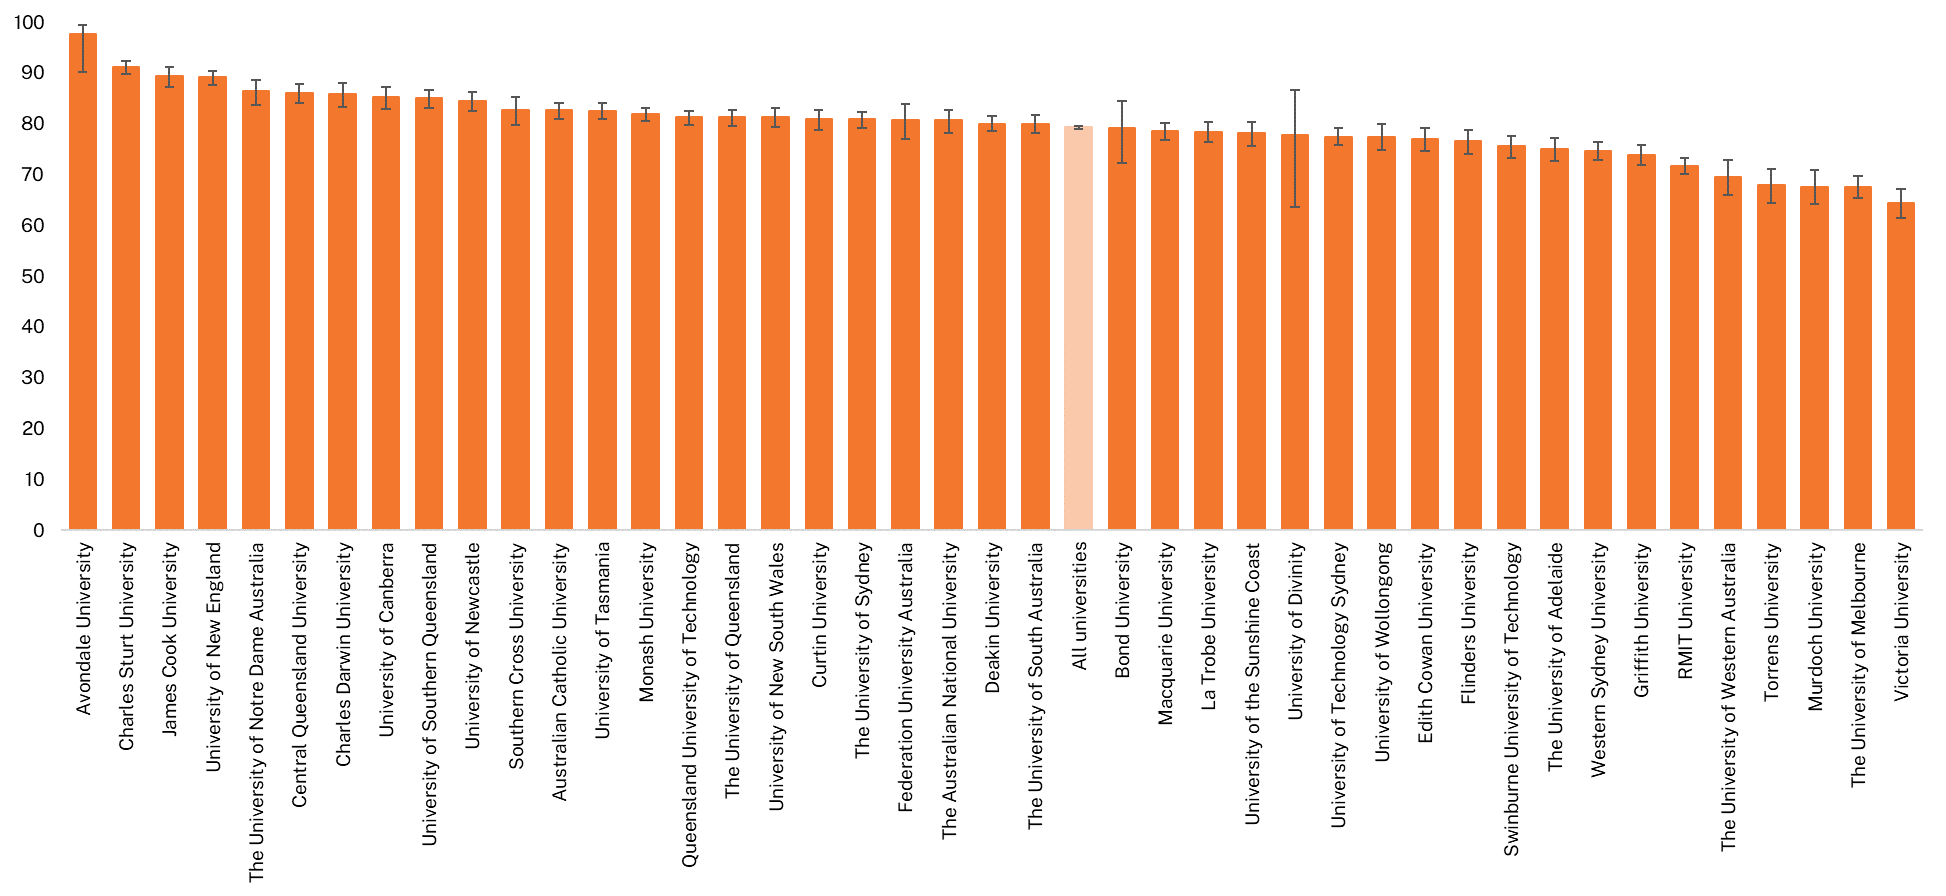 100
90
80
70
60
50
40
30
20
10
0
Avondale University
Charles Sturt University
James Cook University
University of New England
The University of Notre Dame Australia
Central Queensland University
Charles Darwin University
University of Canberra
University of Southern Queensland
University of Newcastle
Southern Cross University
Australian Catholic University
University of Tasmania
Monash University
Queensland University of Technology
The University of Queensland
University of New South Wales
Curtin University
The University of Sydney
Federation University Australia
The Australian National University
Deakin University
The University of South Australia
All universities
Bond University
Macquarie University
La Trobe University
University of the Sunshine Coast
University of Divinity
University of Technology Sydney
University of Wollongong
Edith Cowan University
Flinders University
Swinburne University of Technology
The University of Adelaide
Western Sydney University
Griffith University
RMIT University
The University of Western Australia
Torrens University
Murdoch University
The University of Melbourne
Victoria University